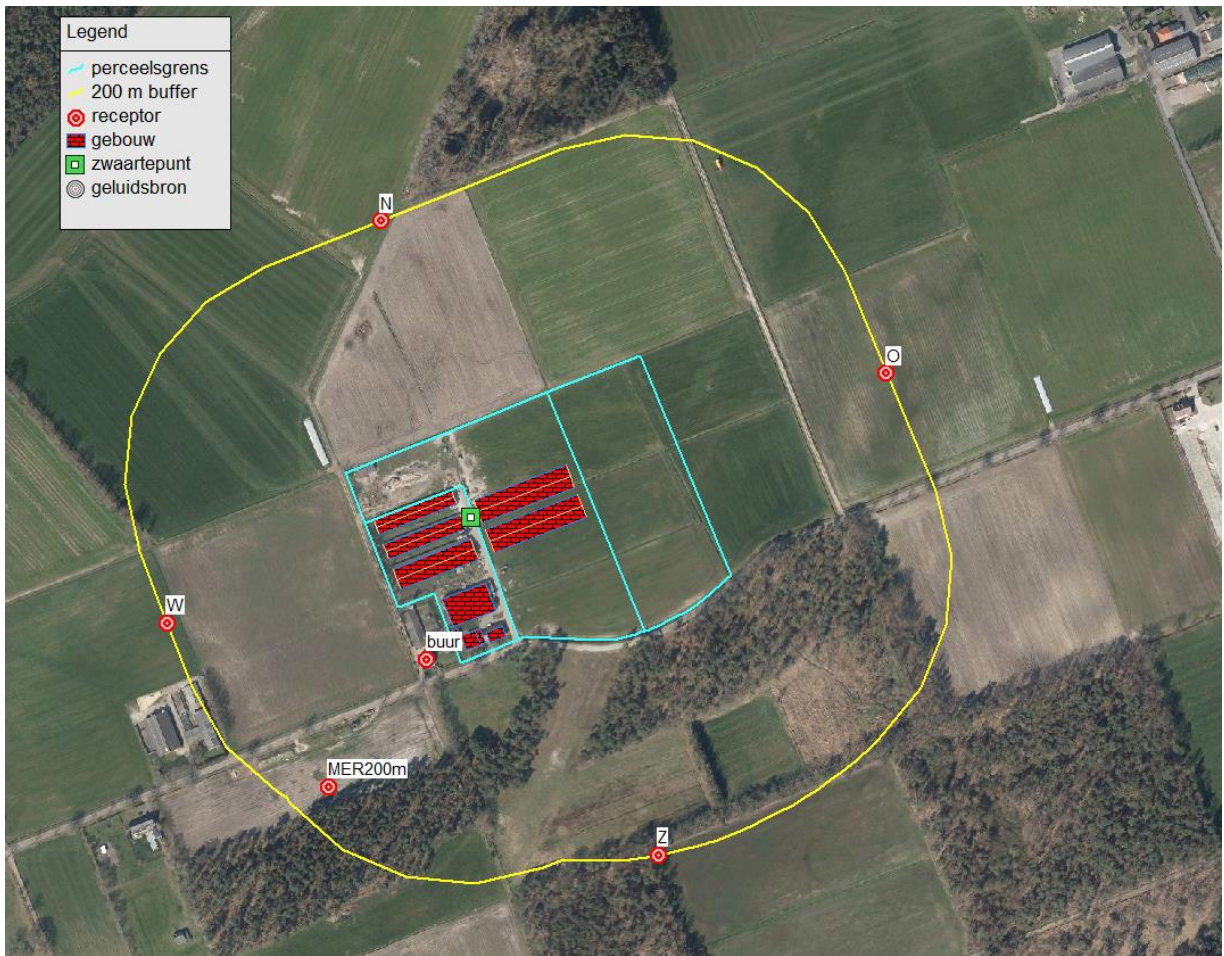 Legend
perceelsgrens
200 m buffer
receptor
gebouw
zwaartepunt
geluidsbron
N
O
W
buur
MER200m
Z